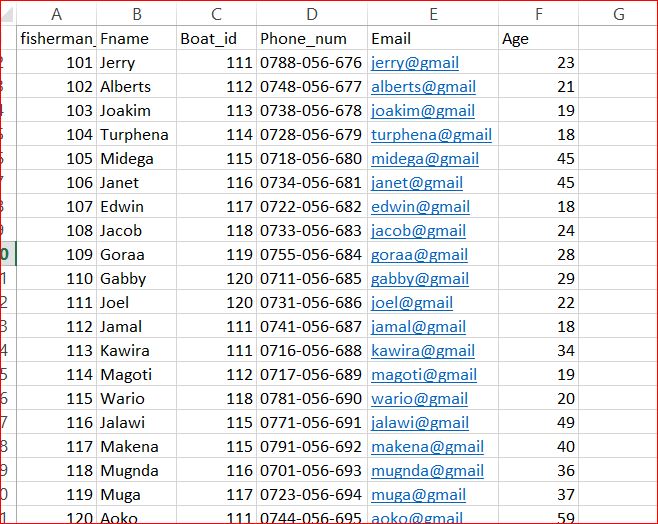 A B C D E F G
fisherman_ Fname Boat_id Phone_num Email Age
101 Jerry 111 0788-056-676 jerry@gmail 23
102 Alberts 112 0748-056-677 alberts@gmail 21
103 Joakim 113 0738-056-678 joakim@gmail 19
104 Turphena 114 0728-056-679 turphena@gmail 18
105 Midega 115 0718-056-680 midega@gmail 45
106 Janet 116 0734-056-681 janet@gmail 45
107 Edwin 117 0722-056-682 edwin@gmail 18
108 Jacob 118 0733-056-683 jacob@gmail 24
109 Goraa 119 0755-056-684 goraa@gmail 28
110 Gabby 120 0711-056-685 gabby@gmail 29
111 Joel 120 0731-056-686 joel@gmail 22
112 Jamal 111 0741-056-687 jamal@gmail 18
113 Kawira 111 0716-056-688 kawira@gmail 34
114 Magoti 112 0717-056-689 magoti@gmail 19
115 Wario 118 0781-056-690 wario@gmail 20
116 Jalawi 115 0771-056-691 jalawi@gmail 49
117 Makena 115 0791-056-692 makena@gmail 40
118 Mugnda 116 0701-056-693 mugnda@gmail 36
119 Muga 117 0723-056-694 muga@gmail 37
120 Aoko 111 0744-056-695 aoko@gmail 59